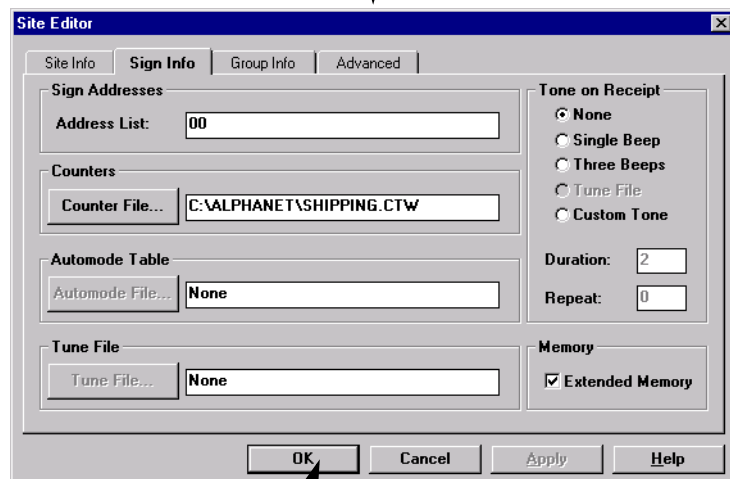 Site Editor
Site Info Sign Info Group Info Advanced
Sign Addresses
Address List: 00
Counters
Counter File... C:\ALPHANET\SHIPPING.CTW
Automode Table
Automode File... None
Tune File
Tune File... None
Tone on Receipt
None
Single Beep
Three Beeps
Tune File
Custom Tone
Duration: 2
Repeat: 0
Memory
Extended Memory
OK Cancel Apply Help